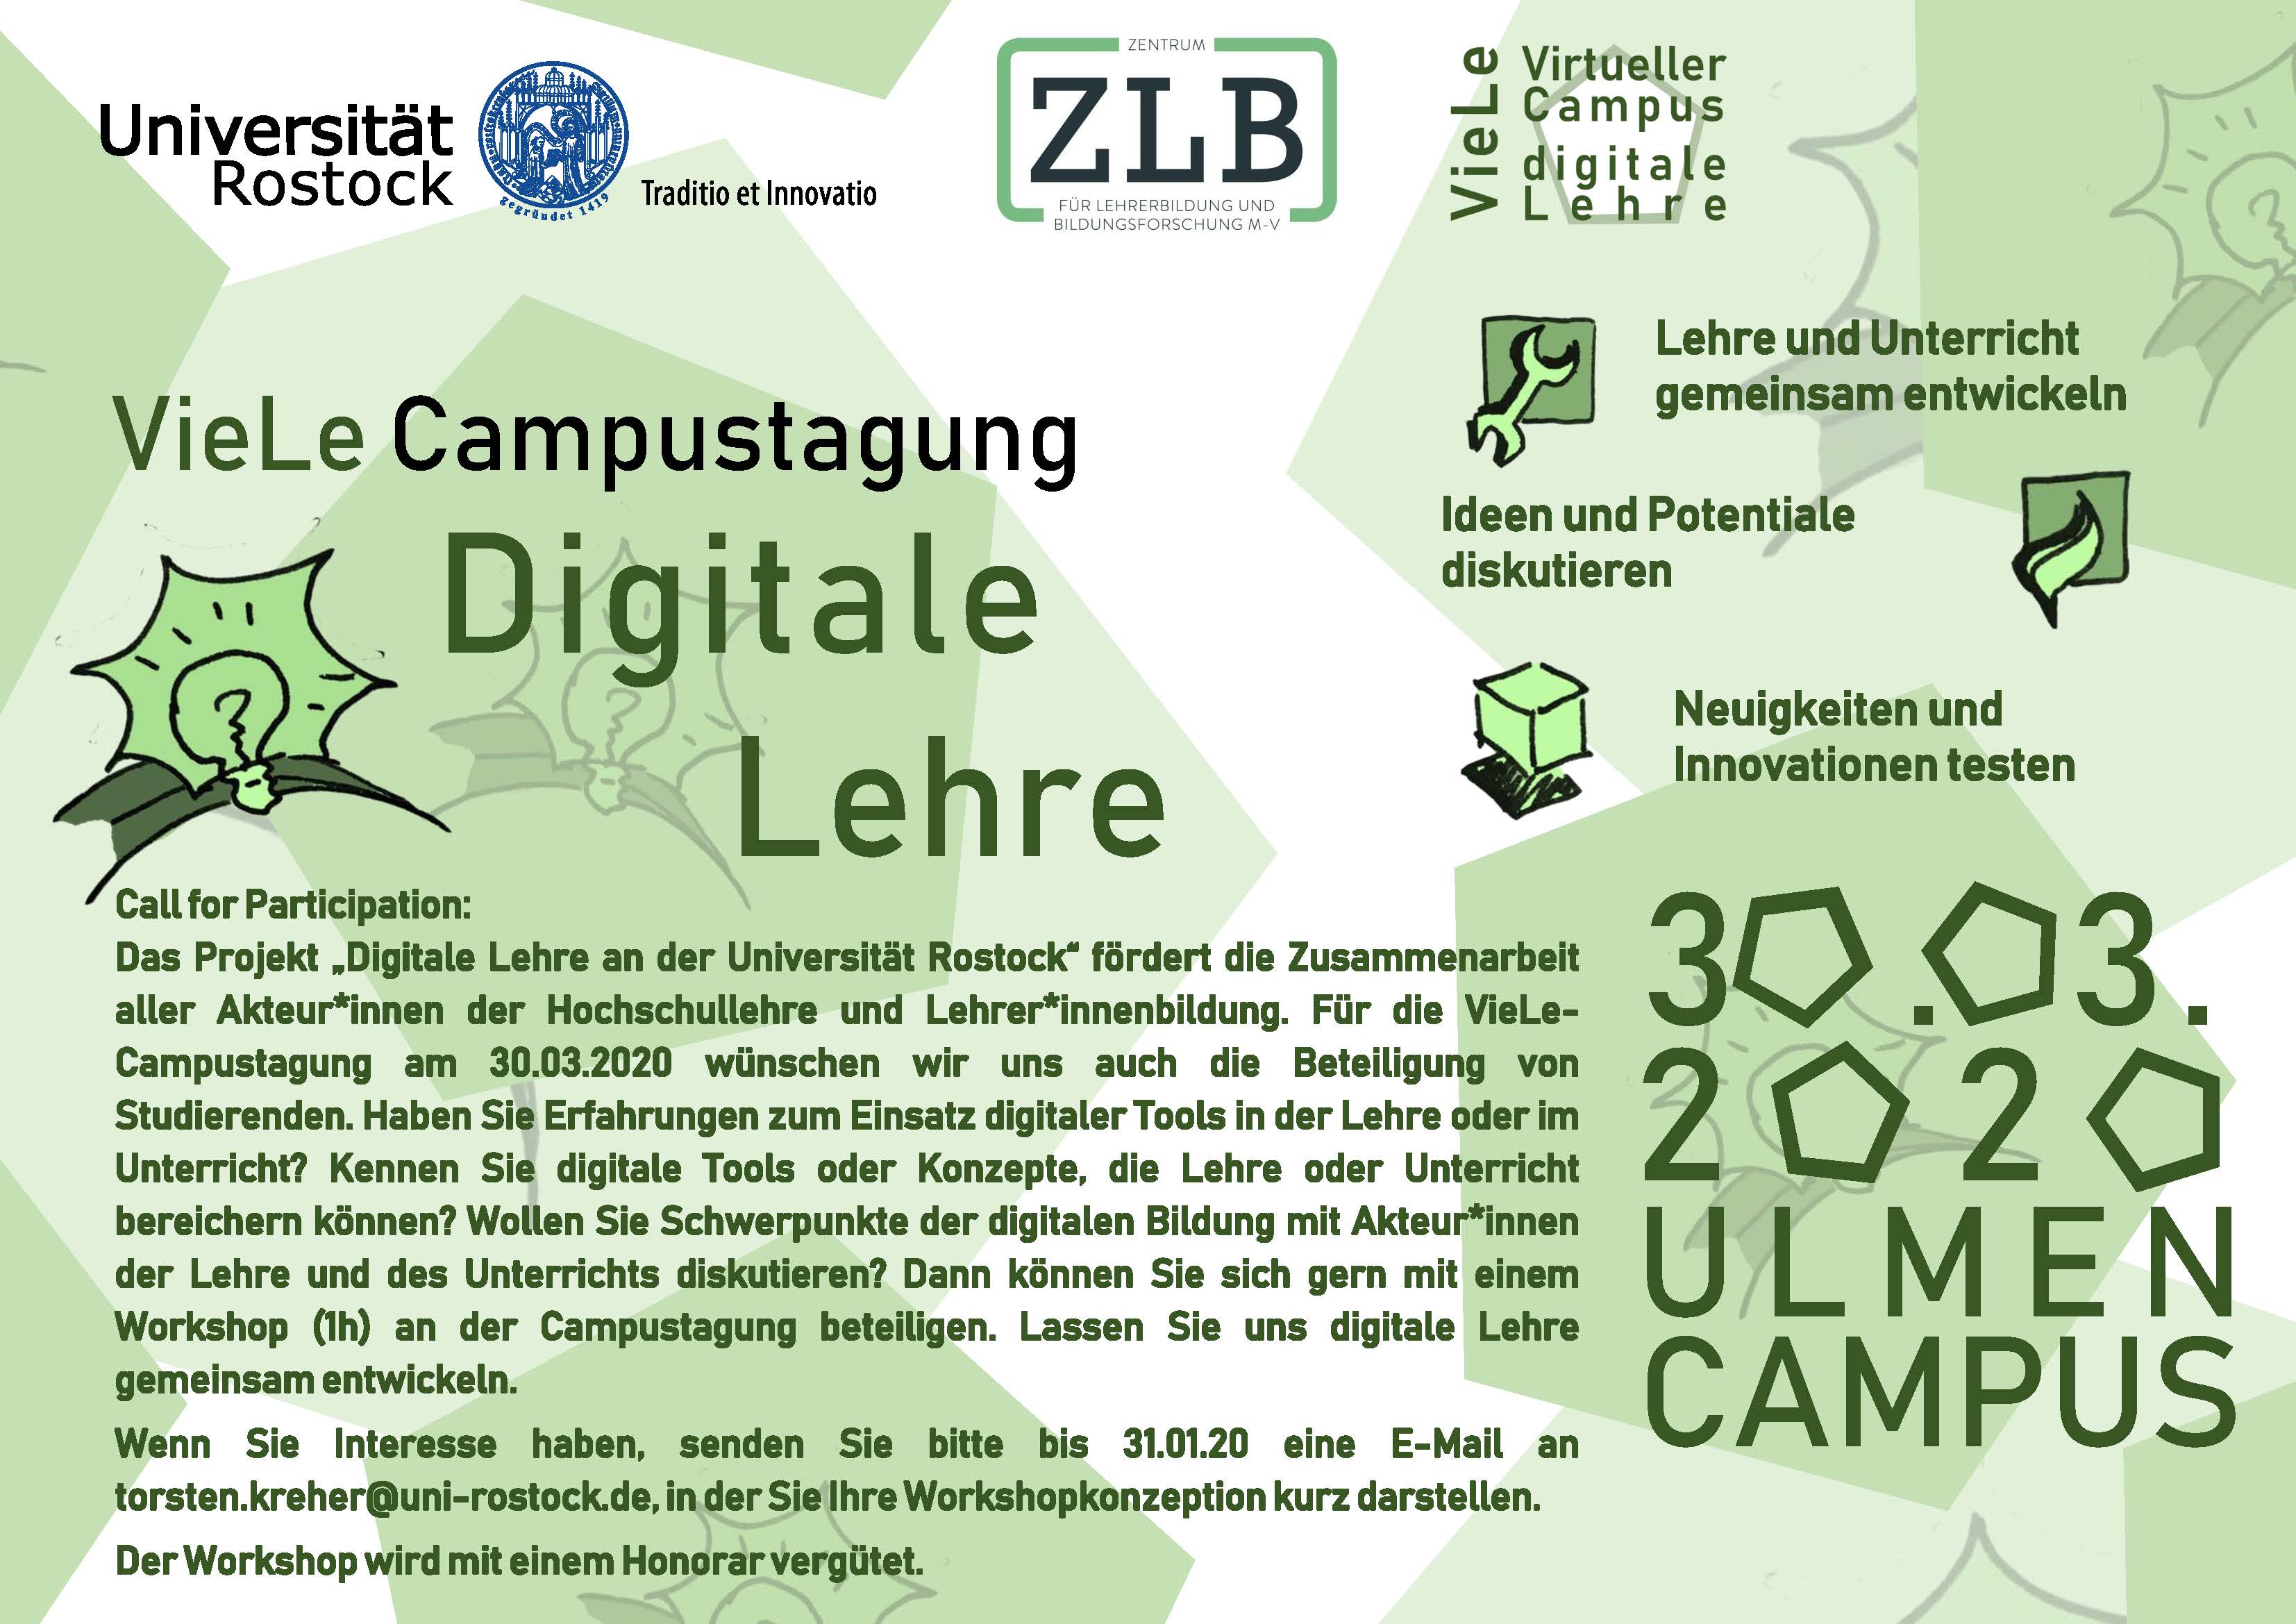 Universität
Rostock
gegründet 1419
Traditio et Innovatio
ZENTRUM
ZLB
FÜR LEHRERBILDUNG UND
BILDUNGSFORSCHUNG M-V
VieLe
Virtueller
Campus
digitale
Lehre
VieLe Campustagung
Digitale
Lehre
Lehre und Unterricht
gemeinsam entwickeln
Ideen und Potentiale
diskutieren
Neuigkeiten und
Innovationen testen
Call for Participation:
Das Projekt „Digitale Lehre an der Universität Rostock“ fördert die Zusammenarbeit
aller Akteur*innen der Hochschullehre und Lehrer*innenbildung. Für die VieLe-
Campustagung am 30.03.2020 wünschen wir uns auch die Beteiligung von
Studierenden. Haben Sie Erfahrungen zum Einsatz digitaler Tools in der Lehre oder im
Unterricht? Kennen Sie digitale Tools oder Konzepte, die Lehre oder Unterricht
bereichern können? Wollen Sie Schwerpunkte der digitalen Bildung mit Akteur*innen
der Lehre und des Unterrichts diskutieren? Dann können Sie sich gern mit einem
Workshop (1h) an der Campustagung beteiligen. Lassen Sie uns digitale Lehre
gemeinsam entwickeln.
Wenn Sie Interesse haben, senden Sie bitte bis 31.01.20 eine E-Mail an
torsten.kreher@uni-rostock.de, in der Sie Ihre Workshopkonzeption kurz darstellen.
Der Workshop wird mit einem Honorar vergütet.
30.03.
2020
ULMEN
CAMPUS